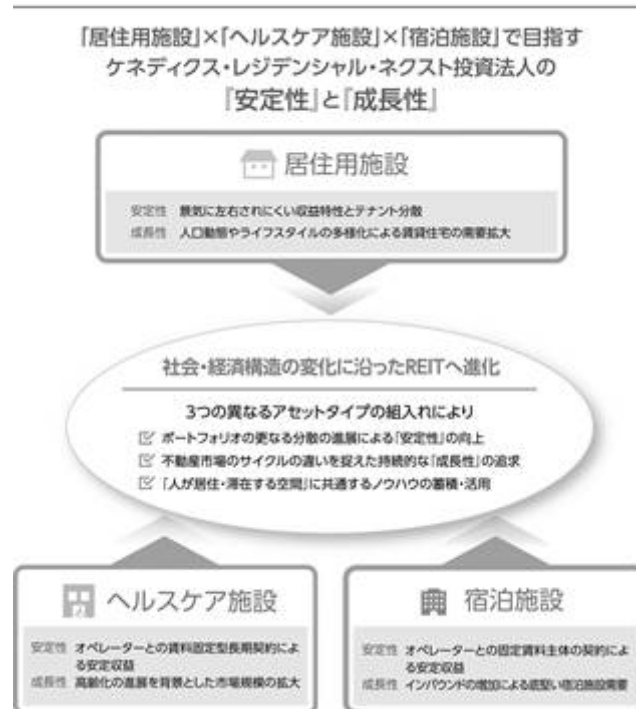 「居住用施設」×「ヘルスケア施設」×「宿泊施設」で目指す
ケネディクス・レジデンシャル・ネクスト投資法人の
『安定性』と『成長性』
居住用施設
安定性 景気に左右されにくい収益特性とテナント分散
成長性 人口動態やライフスタイルの多様化による賃貸住宅の需要拡大
社会・経済構造の変化に沿ったREITへ進化
3つの異なるアセットタイプの組入れにより
ポートフォリオの更なる分散の進展による「安定性」の向上
不動産市場のサイクルの違いを捉えた持続的な「成長性」の追求
「人が居住・滞在する空間」に共通するノウハウの蓄積・活用
ヘルスケア施設
安定性 オペレーターとの賃料固定型長期契約によ
る安定収益
成長性 高齢化の進展を背景とした市場規模の拡大
宿泊施設
安定性 オペレーターとの固定賃料主体の契約によ
る安定収益
成長性 インバウンドの増加による底堅い宿泊施設需要